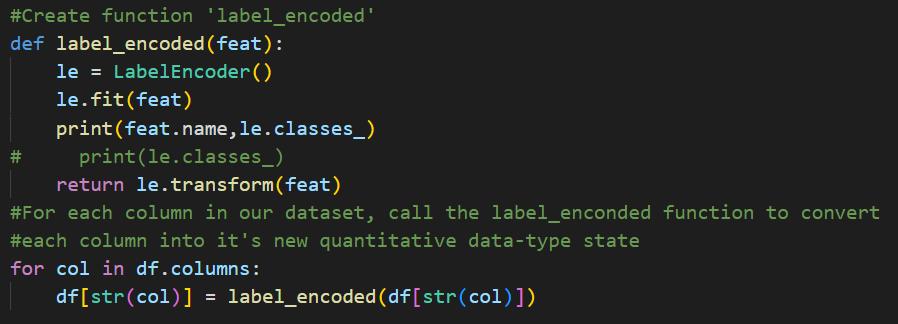 #Create function 'label_encoded'
def label_encoded(feat):
    le = LabelEncoder()
    le.fit(feat)
    print(feat.name,le.classes_)
#     print(le.classes_)
    return le.transform(feat)
#For each column in our dataset, call the label_enconded function to convert
#each column into it's new quantitative data-type state
for col in df.columns:
    df[str(col)] = label_encoded(df[str(col)])